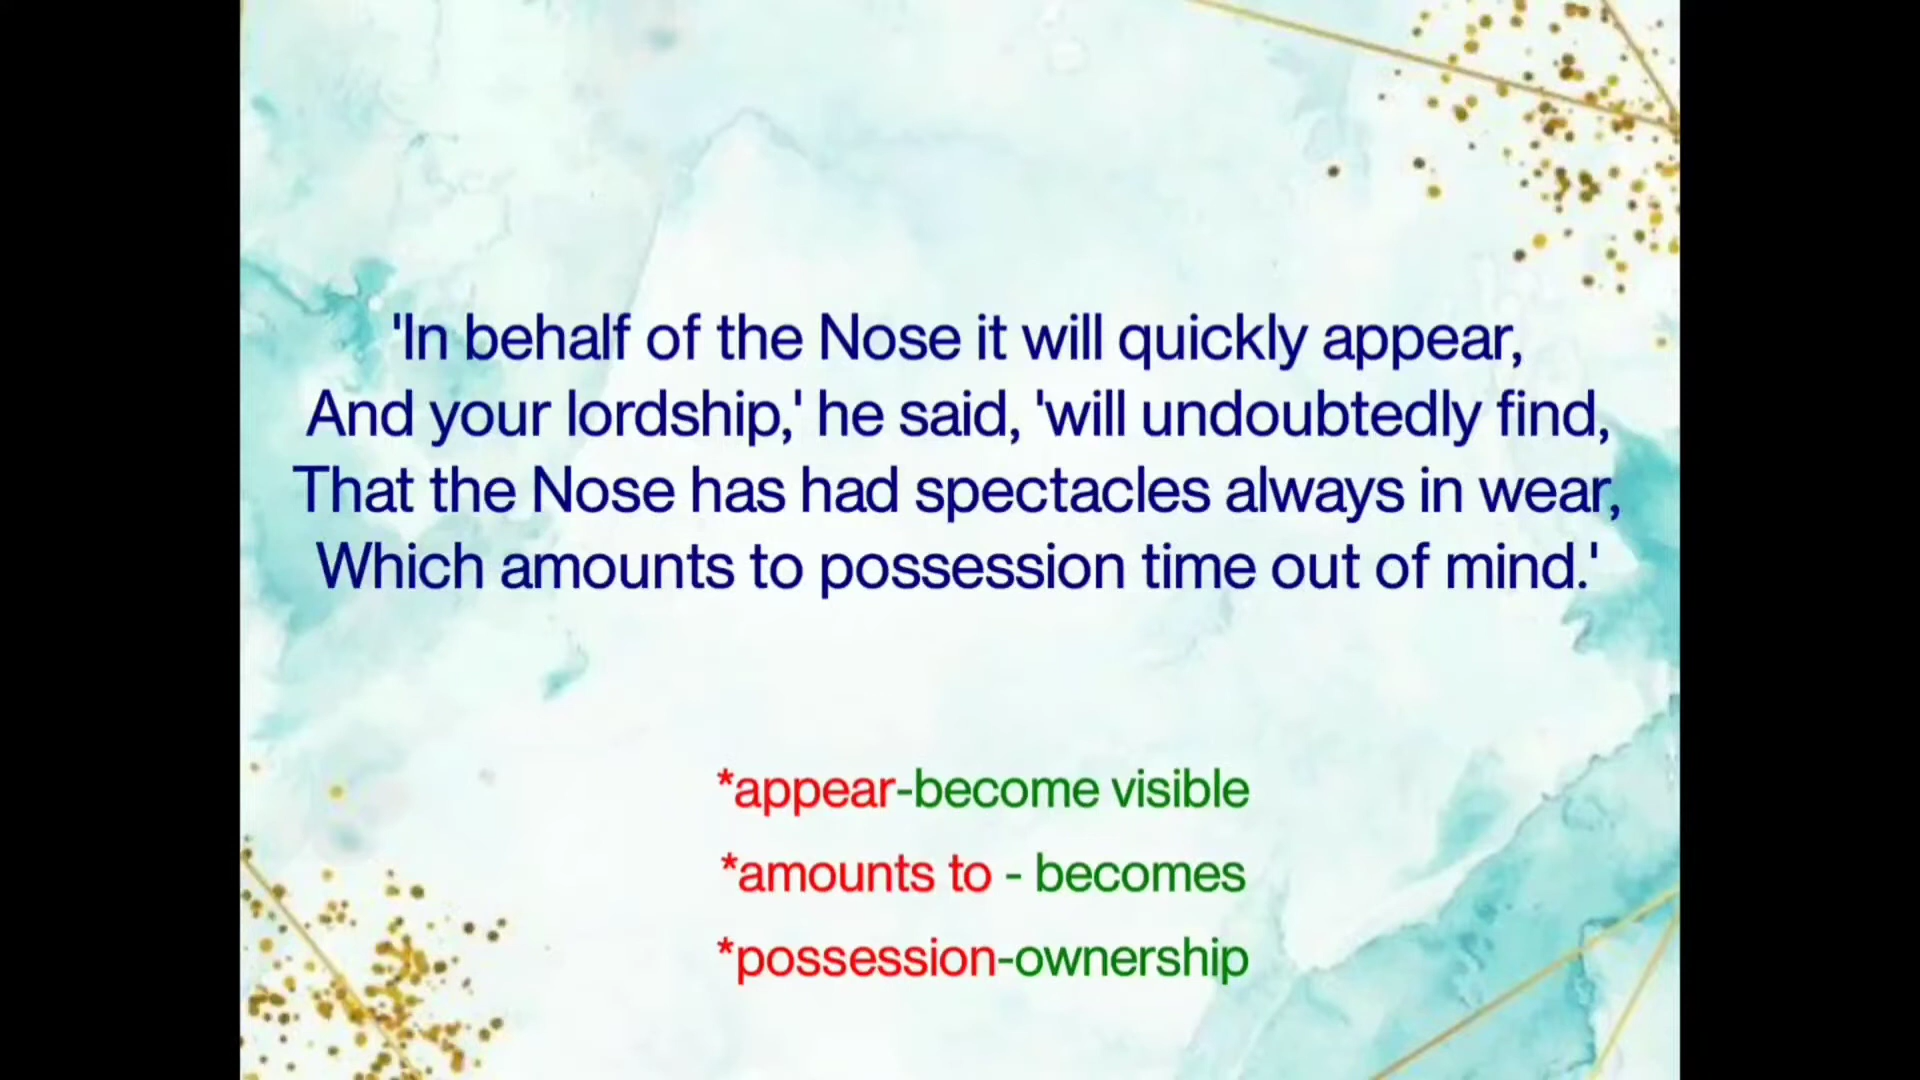 'In behalf of the Nose it will quickly appear,
And your lordship,' he said, 'will undoubtedly find,
That the Nose has had spectacles always in wear,
Which amounts to possession time out of mind.'
*appear-become visible
*amounts to - becomes
*possession-ownership